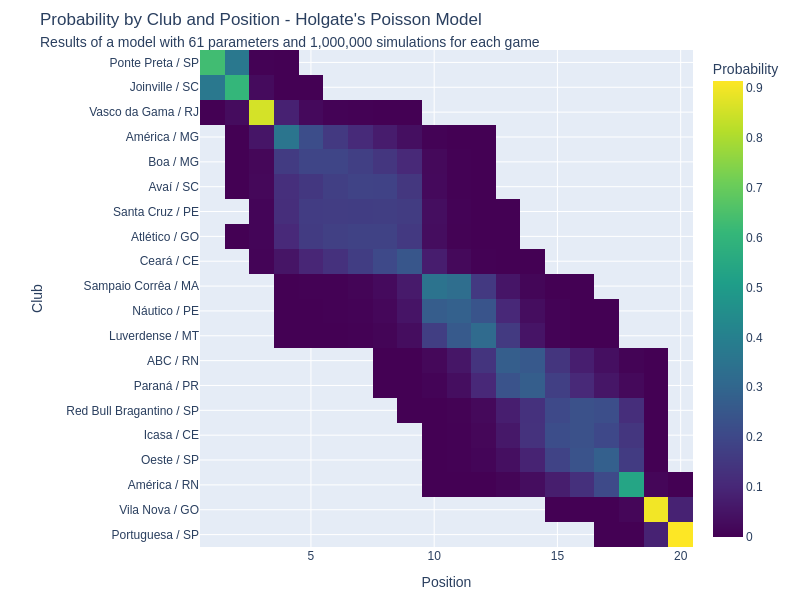 Probability by Club and Position - Holgate's Poisson Model
Results of a model with 61 parameters and 1,000,000 simulations for each game
Probability
Club
Ponte Preta / SP
Joinville / SC
Vasco da Gama / RJ
América / MG
Boa / MG
Avaí / SC
Santa Cruz / PE
Atlético / GO
Ceará / CE
Sampaio Corrêa / MA
Náutico / PE
Luverdense / MT
ABC / RN
Paraná / PR
Red Bull Bragantino / SP
Icasa / CE
Oeste / SP
América / RN
Vila Nova / GO
Portuguesa / SP
0.9
0.8
0.7
0.6
0.5
0.4
0.3
0.2
0.1
0
5 10 15 20
Position